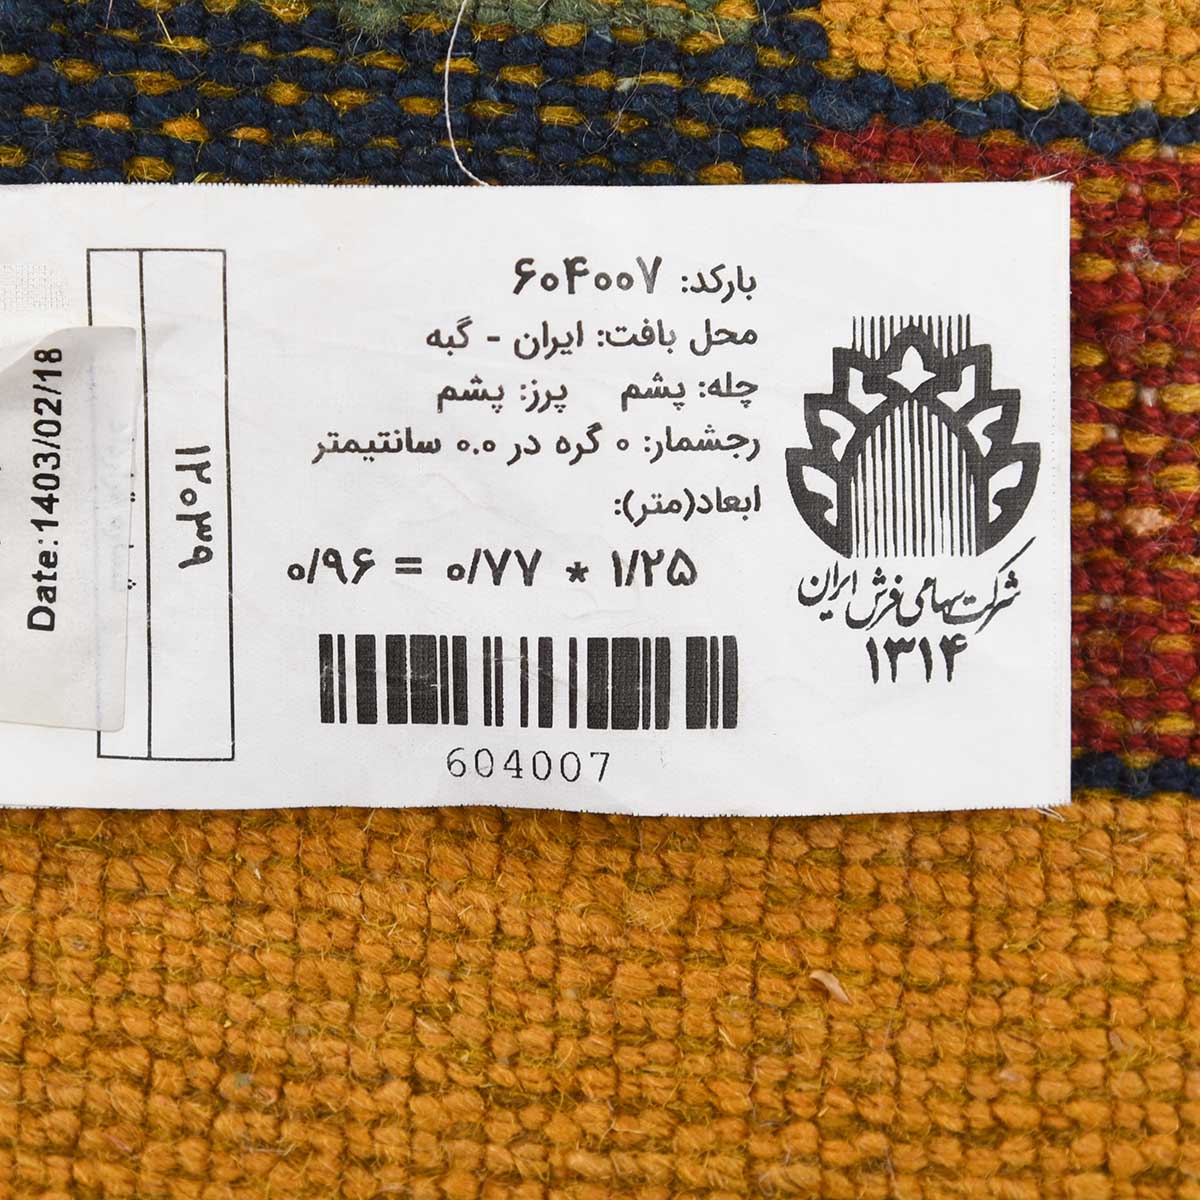 بارکد: ۶۰۴۰۰۷
محل بافت: ایران - گبه
چله: پشم پرز: پشم
رجشمار: ۰ گره در ۰.۰ سانتیمتر
ابعاد(متر):
۱/۲۵ * ۰/۷۷ = ۰/۹۶
604007
شرکت سهامی فرش ایران
۱۳۱۴
۱۲۰۳۹
Date:1403/02/18